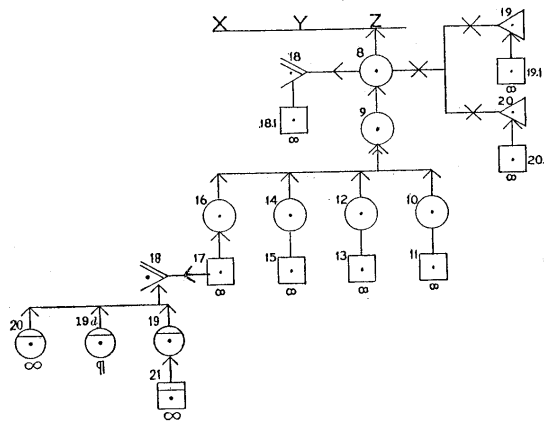 X Y Z 19
18 8
18.1 19.1
∞ ∞
9 20
∞ 20.
∞
16 14 12 10
18 17 15 13 11
∞ ∞ ∞ ∞
20 19d 19
∞ ¶ 21
∞